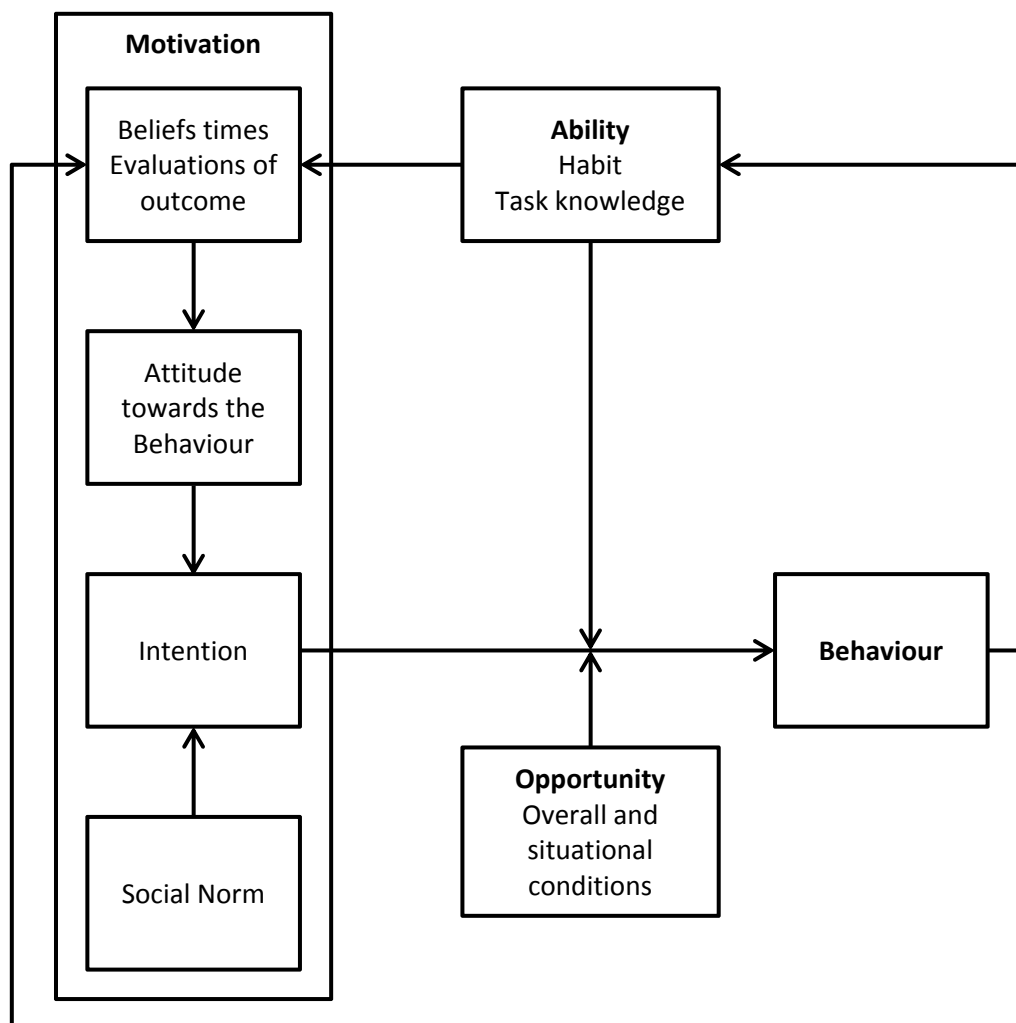 Motivation
Beliefs times
Evaluations of
outcome
Ability
Habit
Task knowledge
Attitude
towards the
Behaviour
Intention
Behaviour
Opportunity
Overall and
situational
conditions
Social Norm